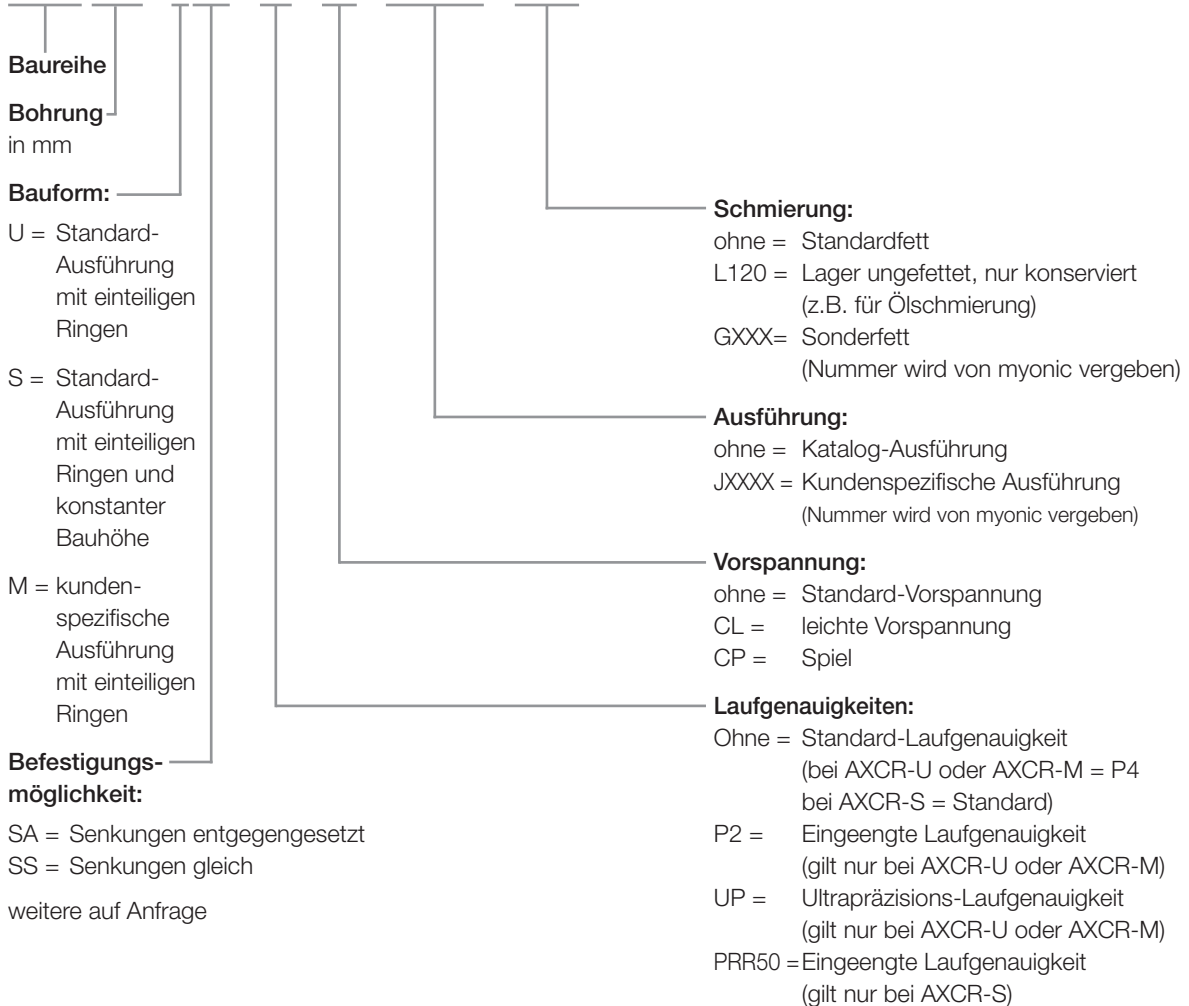 Baureihe
Bohrung
in mm
Bauform:
U = Standard-
Ausführung
mit einteiligen
Ringen
S = Standard-
Ausführung
mit einteiligen
Ringen und
konstanter
Bauhöhe
M = kunden-
spezifische
Ausführung
mit einteiligen
Ringen
Befestigungs-
möglichkeit:
SA = Senkungen entgegengesetzt
SS = Senkungen gleich
weitere auf Anfrage
Schmierung:
ohne = Standardfett
L120 = Lager ungefettet, nur konserviert
(z.B. für Ölschmierung)
GXXX= Sonderfett
(Nummer wird von myonic vergeben)
Ausführung:
ohne = Katalog-Ausführung
JXXXX = Kundenspezifische Ausführung
(Nummer wird von myonic vergeben)
Vorspannung:
ohne = Standard-Vorspannung
CL = leichte Vorspannung
CP = Spiel
Laufgenauigkeiten:
Ohne = Standard-Laufgenauigkeit
(bei AXCR-U oder AXCR-M = P4
bei AXCR-S = Standard)
P2 = Eingeengte Laufgenauigkeit
(gilt nur bei AXCR-U oder AXCR-M)
UP = Ultrapräzisions-Laufgenauigkeit
(gilt nur bei AXCR-U oder AXCR-M)
PRR50 =Eingeengte Laufgenauigkeit
(gilt nur bei AXCR-S)